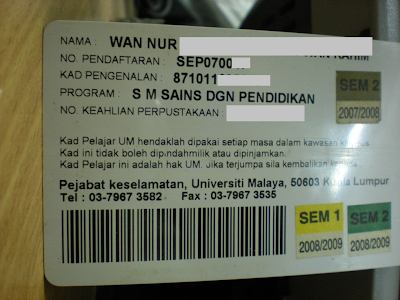 NAMA : WAN NUR
NO. PENDAFTARAN : SEP0700
KAD PENGENALAN : 871011
PROGRAM : S M SAINS DGN PENDIDIKAN
NO. KEAHLIAN PERPUSTAKAAN :
SEM 2
2007/2008
Kad Pelajar UM hendaklah dipakai setiap masa dalam kawasan
Kad ini tidak boleh dipindahmilik atau dipinjamkan.
Kad Pelajar ini adalah hak UM. Jika terjumpa sila kembalikan
Pejabat keselamatan, Universiti Malaya, 50603 Kuala Lumpur
Tel : 03-7967 3582 Fax : 03-7967 3535
SEM 1
2008/2009
SEM 2
2008/2009